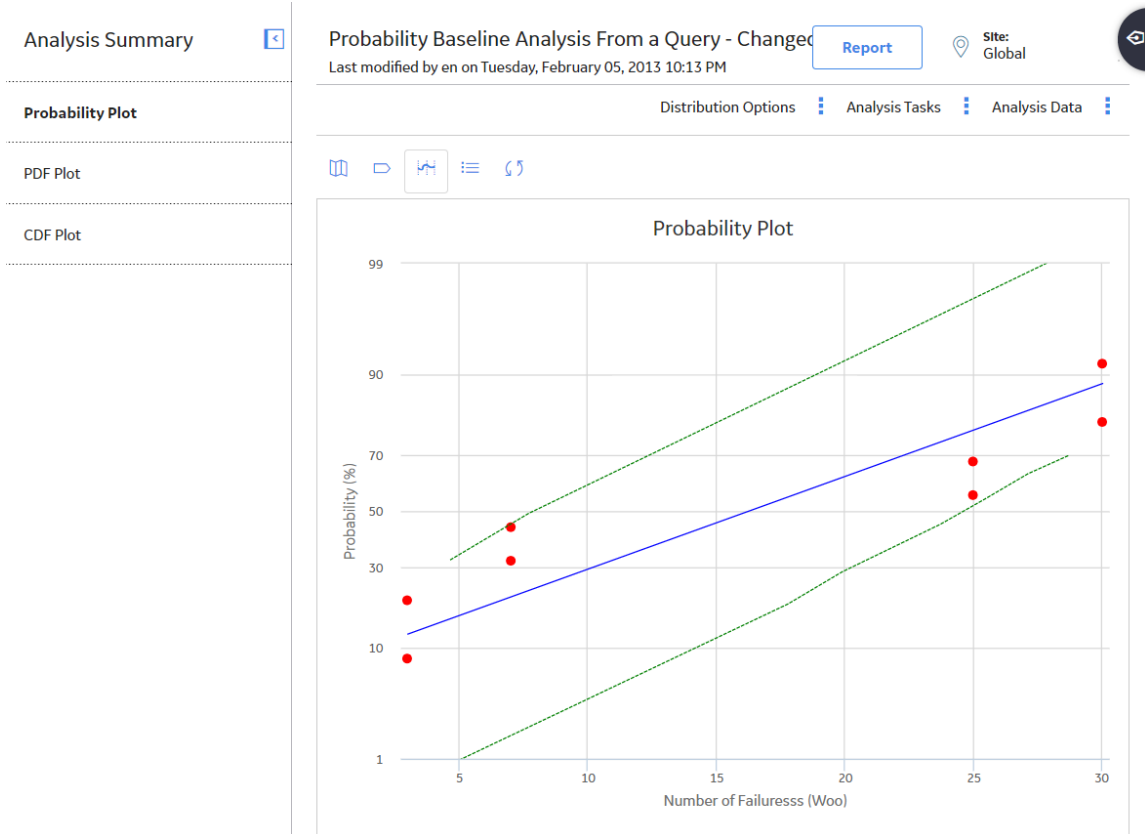 Analysis Summary
Probability Plot
PDF Plot
CDF Plot
Probability Baseline Analysis From a Query - Changed
Last modified by en on Tuesday, February 05, 2013 10:13 PM
Report
Site:
Global
Distribution Options
Analysis Tasks
Analysis Data
Probability Plot
99
90
70
50
30
10
1
Probability (%)
5
10
15
20
25
30
Number of Failuresss (Woo)